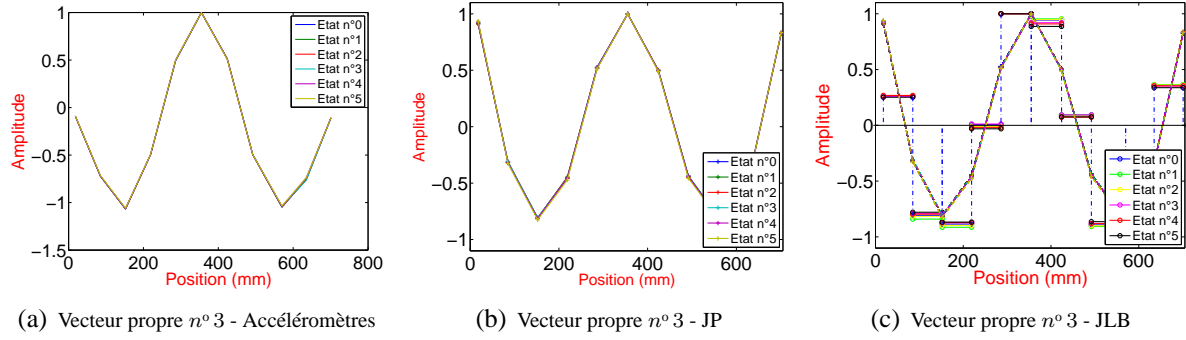 1
0.5
0
−0.5
−1
−1.5
Amplitude
0 200 400 600 800
Position (mm)
Etat n°0
Etat n°1
Etat n°2
Etat n°3
Etat n°4
Etat n°5
(a) Vecteur propre n° 3 - Accéléromètres
1
0.5
0
−0.5
−1
Amplitude
0 200 400 600
Position (mm)
Etat n°0
Etat n°1
Etat n°2
Etat n°3
Etat n°4
Etat n°5
(b) Vecteur propre n° 3 - JP
1
0.5
0
−0.5
−1
Amplitude
0 200 400 600
Position (mm)
Etat n°0
Etat n°1
Etat n°2
Etat n°3
Etat n°4
Etat n°5
(c) Vecteur propre n° 3 - JLB